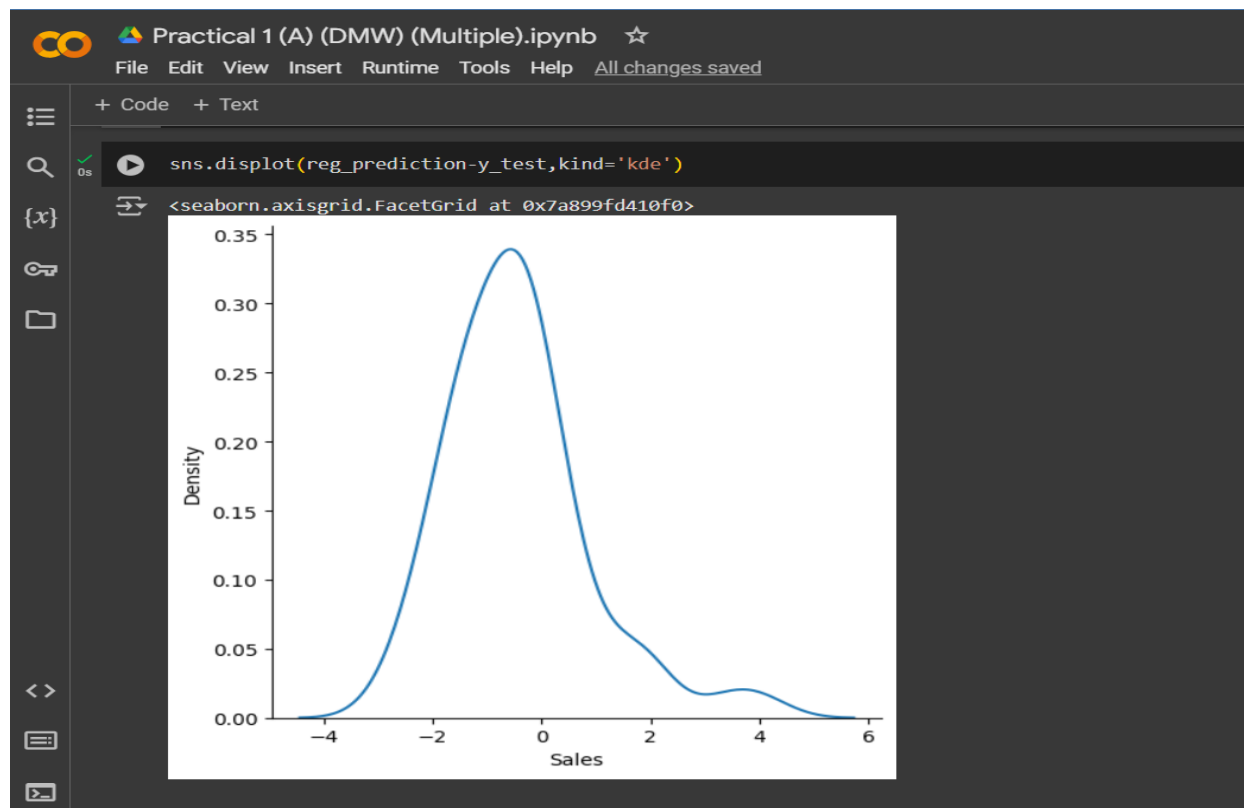 Practical 1 (A) (DMW) (Multiple).ipynb
File Edit View Insert Runtime Tools Help All changes saved
+ Code + Text
0s
sns.displot(reg_prediction-y_test,kind='kde')
{x}
<seaborn.axisgrid.FacetGrid at 0x7a899fd410f0>
0.35
0.30
0.25
0.20
0.15
0.10
0.05
0.00
Density
−4 −2 0 2 4 6
Sales